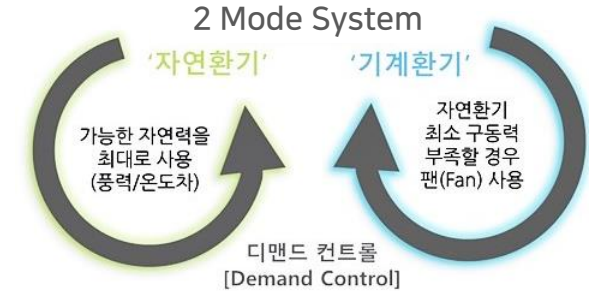 2 Mode System
'자연환기'
'기계환기'
가능한 자연력을
최대로 사용
(풍력/온도차)
자연환기
최소 구동력
부족할 경우
팬(Fan) 사용
디맨드 컨트롤
[Demand Control]